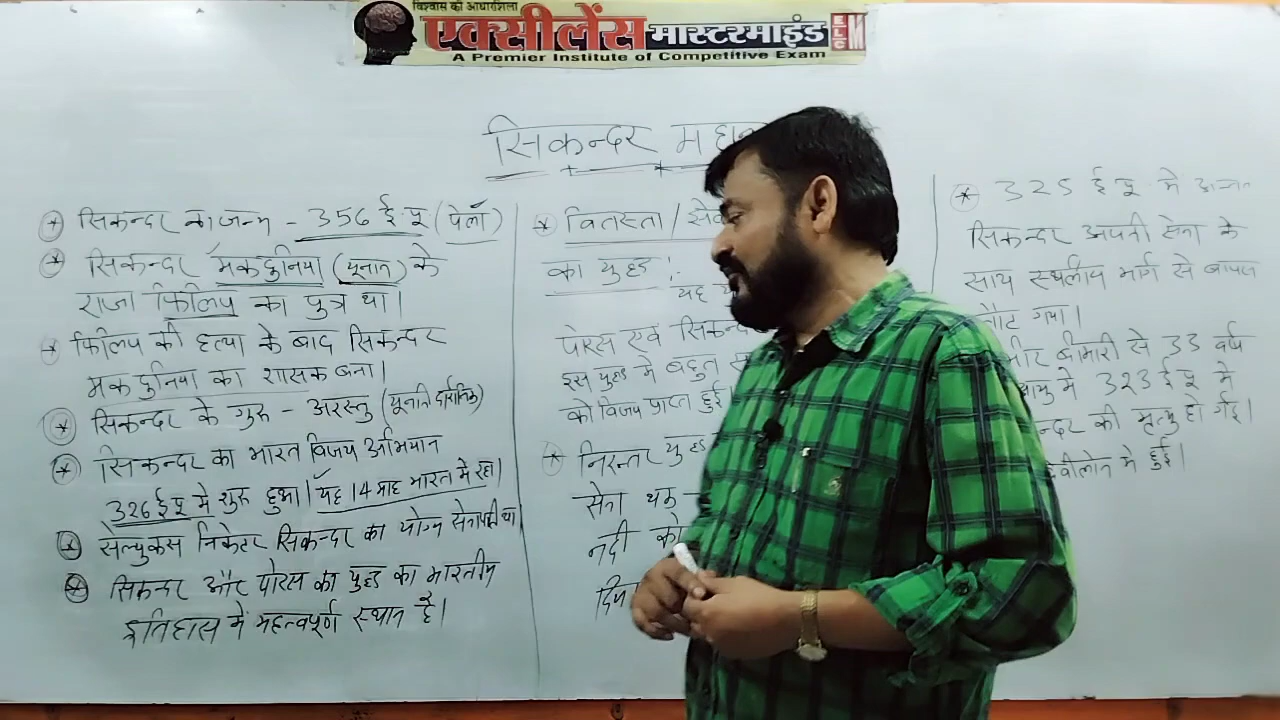 विश्वास की आधारशिला
एक्सीलेंस मास्टरमाइंड ELC EM
A Premier Institute of Competitive Exam
सिकन्दर
सिकन्दर का जन्म - 356 ई.पू (पेलॉ)
सिकन्दर मकदुनिया (यूनान) के
राजा फिलिप का पुत्र था।
फिलिप की हत्या के बाद सिकन्दर
मकदुनिया का शासक बना।
सिकन्दर के गुरु - अरस्तु (यूनानी दार्शनिक)
सिकन्दर का भारत विजय अभियान
326 ई.पू में शुरू हुआ। यह 14 माह भारत में रहा।
सेल्युकस निकेटर सिकन्दर का योग्य सेनापती था
सिकन्दर और पोरस का युद्ध का भारतीय
इतिहास में महत्वपूर्ण स्थान है।
वितस्ता /
का युद्ध :-
यह
पोरस एवं
इस युद्ध में बहुत
को विजय प्राप्त हुई।
निरन्तर युद्ध
सेना थक
नदी को
325 ई पू में
सिकन्दर अपनी सेना के
साथ स्थलीय मार्ग से वापस
गया।
बीमारी से 33 वर्ष
आयु में 323 ई पू में
की मृत्यु हो गई।
में हुई।